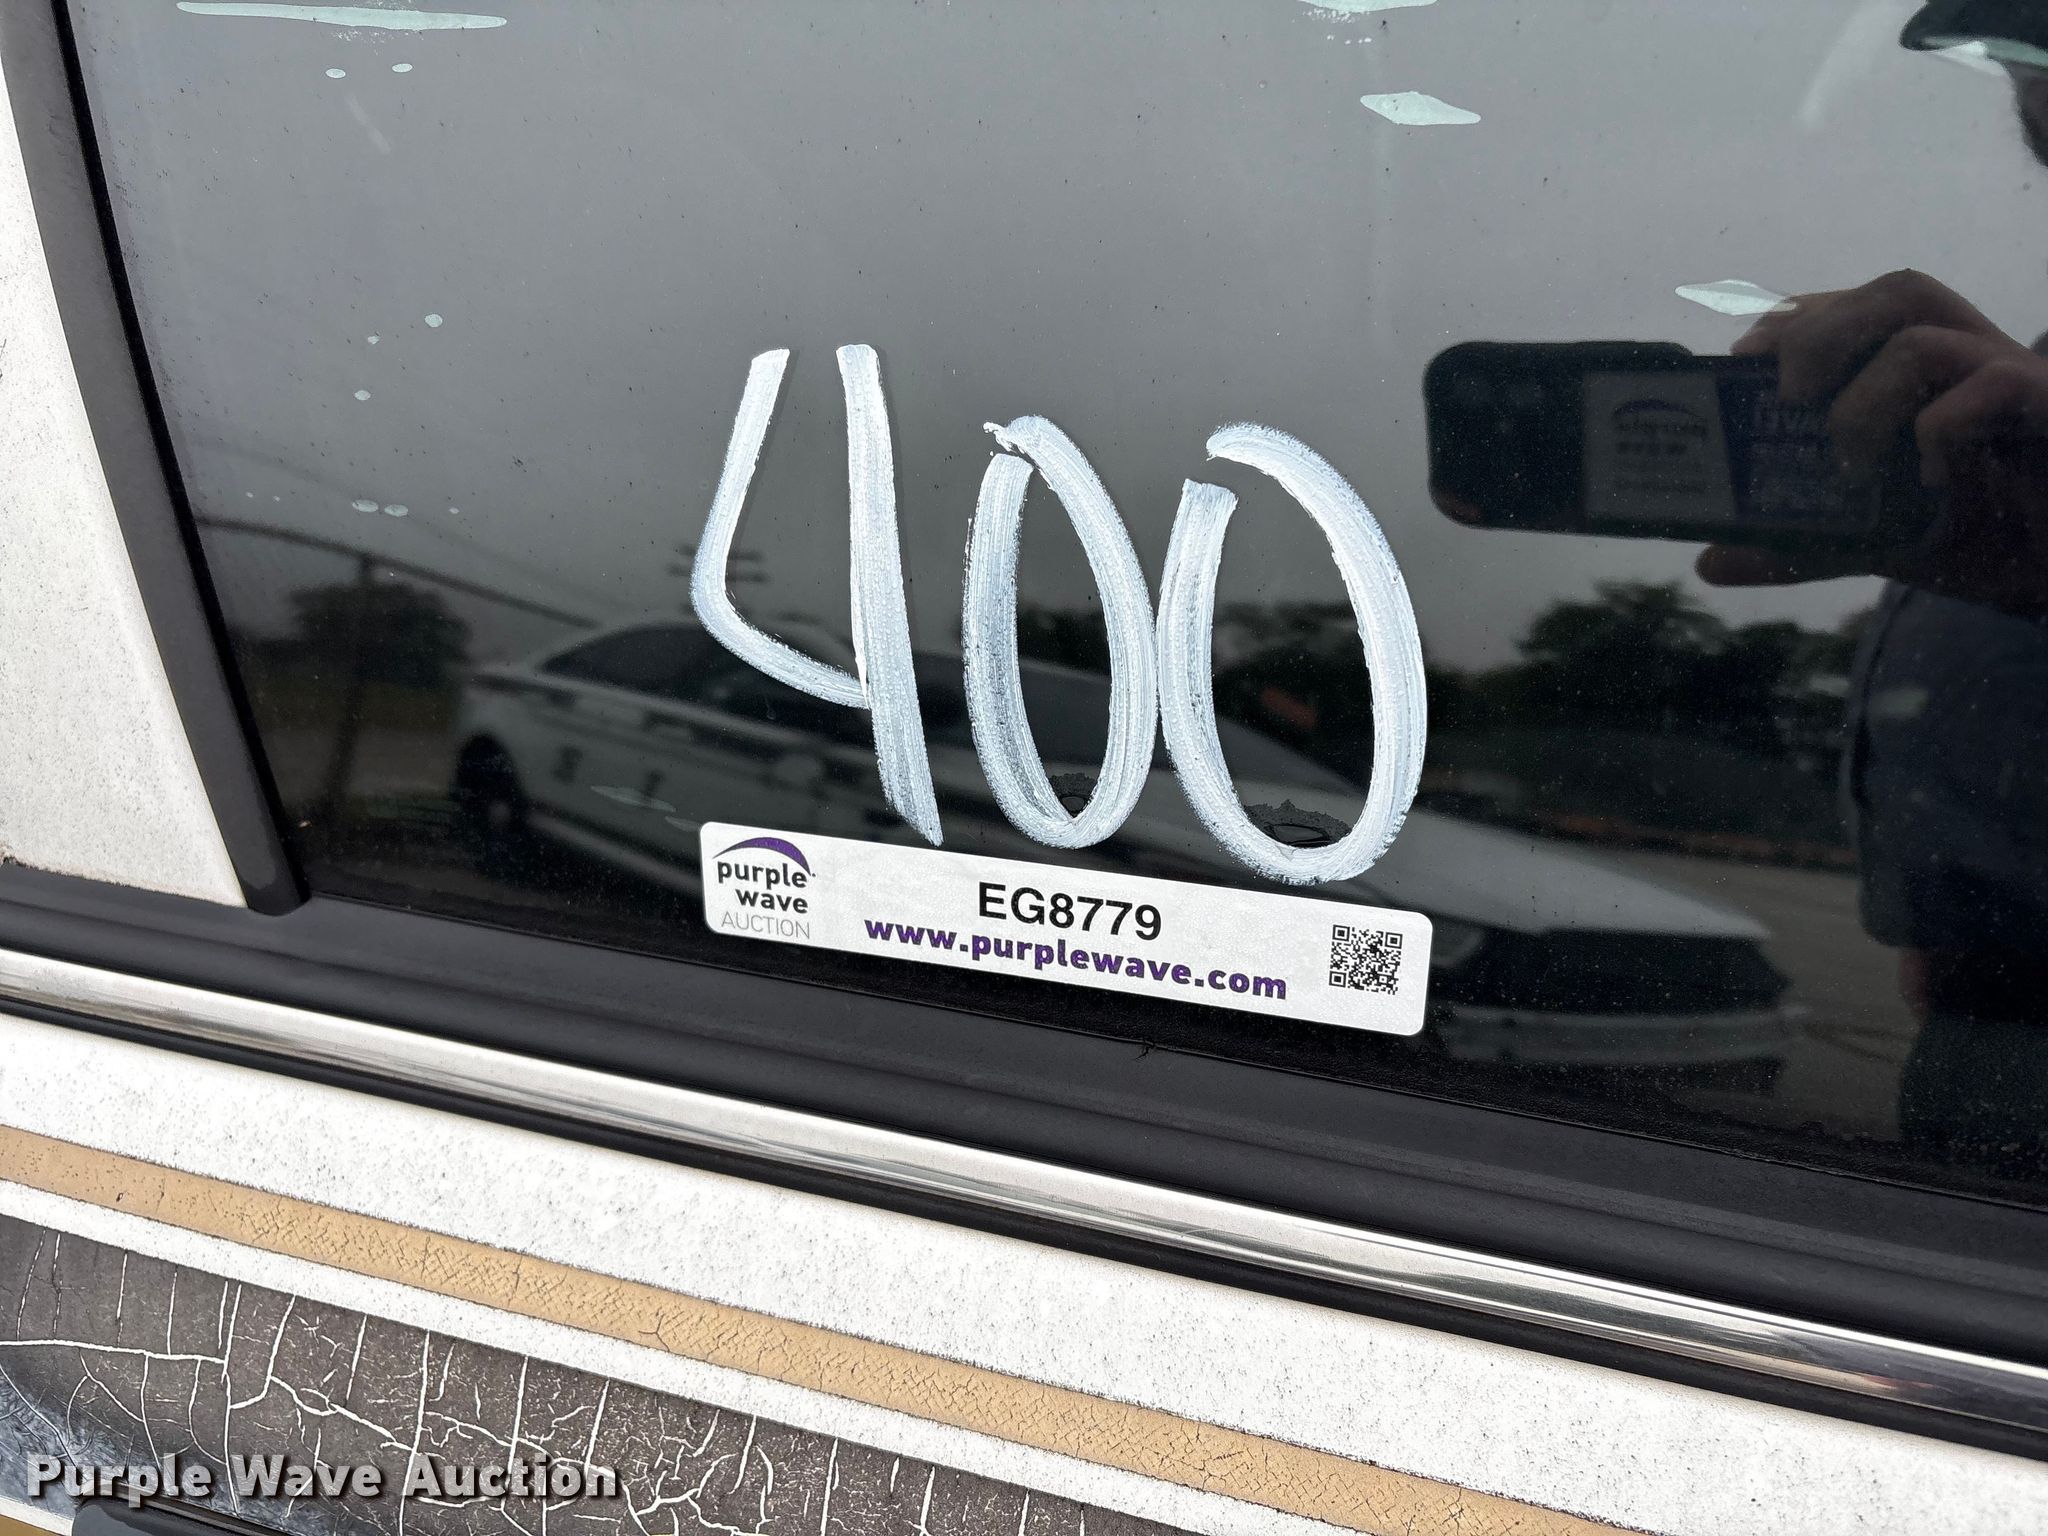 400
purple
wave
AUCTION
EG8779
www.purplewave.com
Purple Wave Auction